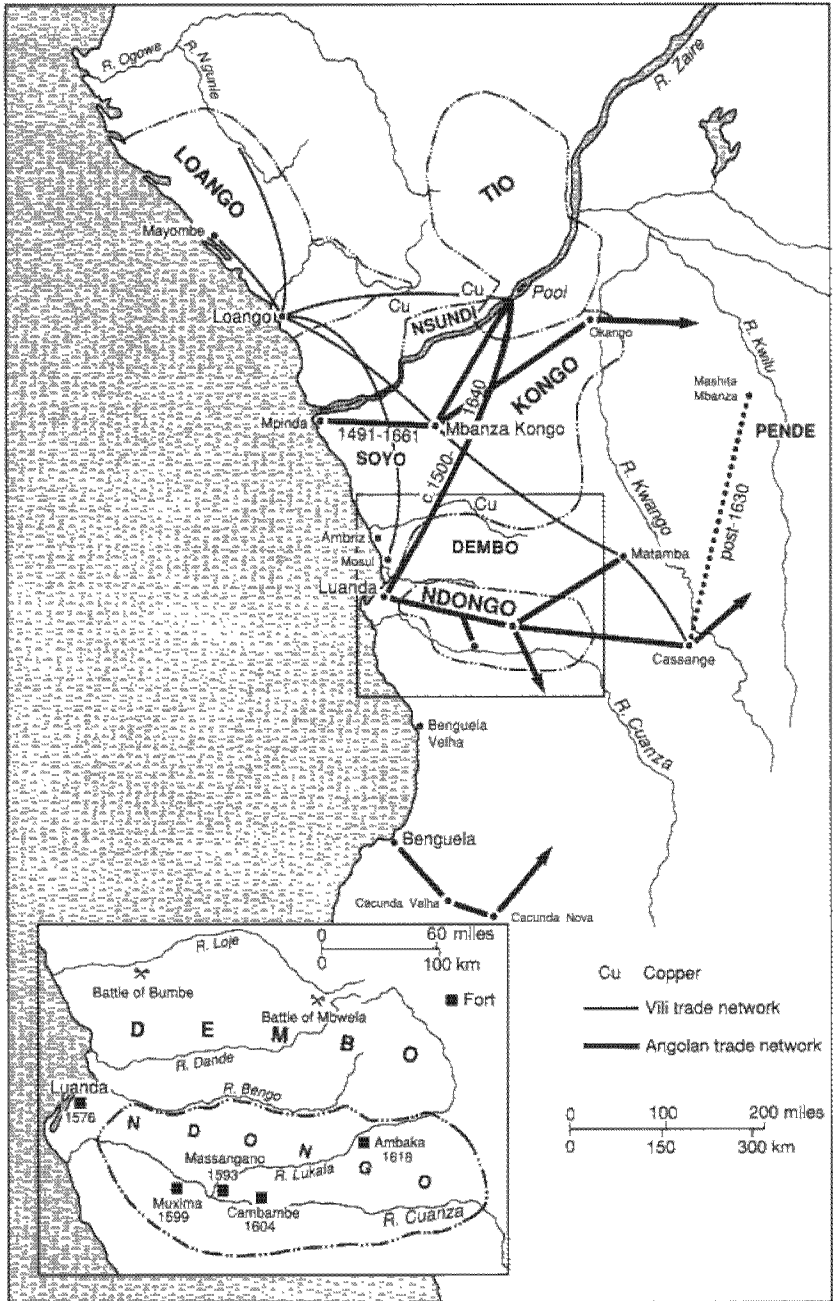 R. Ogowe
R. Ngunie
R. Zaire
LOANGO
TIO
Mayombe
Cu
Cu
Pool
Loango
NSUNDI
Okango
R. Kwilu
KONGO
1640
Mashita
Mbanza
Mpinda
1491-1661
Mbanza Kongo
PENDE
SOYO
c. 1500-
R. Kwango
post-1630
Cu
Ambriz
DEMBO
Mosul
Matamba
Luanda
NDONGO
Cassange
R. Cuanza
Benguela
Velha
Benguela
Cacunda Velha
Cacunda Nova
0 60 miles
0 100 km
R. Loje
Battle of Bumbe
Fort
Battle of Mbwela
DEMBO
R. Dande
R. Bengo
Luanda
1576
NDONGO
Ambaka
1618
Massangano
1593
R. Lukala
Muxima
1599
Cambambe
1604
R. Cuanza
Cu Copper
Vili trade network
Angolan trade network
0 100 200 miles
0 150 300 km